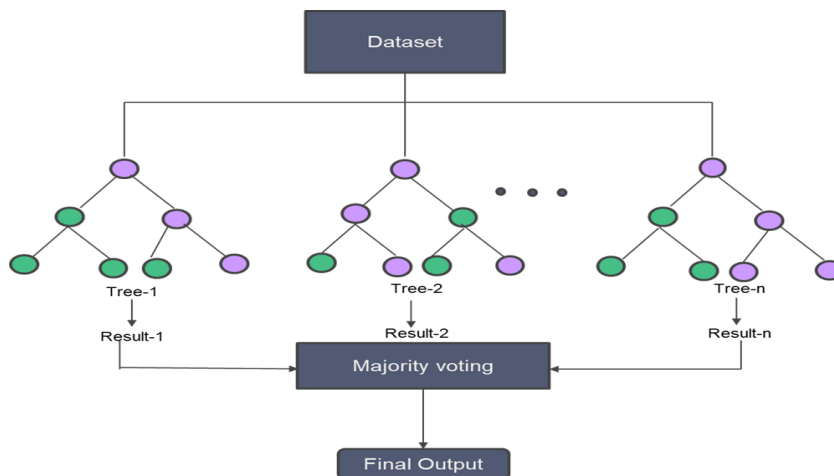 Dataset
Tree-1
Tree-2
Tree-n
Result-1
Result-2
Result-n
Majority voting
Final Output